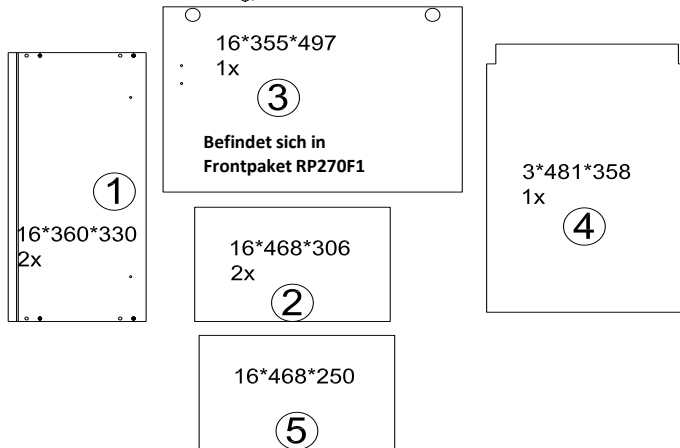 16*355*497
1x
3
Befindet sich in
Frontpaket RP270F1
1
16*360*330
2x
3*481*358
1x
4
16*468*306
2x
2
16*468*250
5